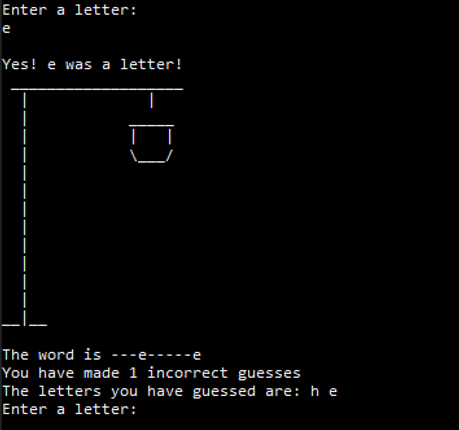 Enter a letter:
e
Yes! e was a letter!
The word is ---e-----e
You have made 1 incorrect guesses
The letters you have guessed are: h e
Enter a letter: